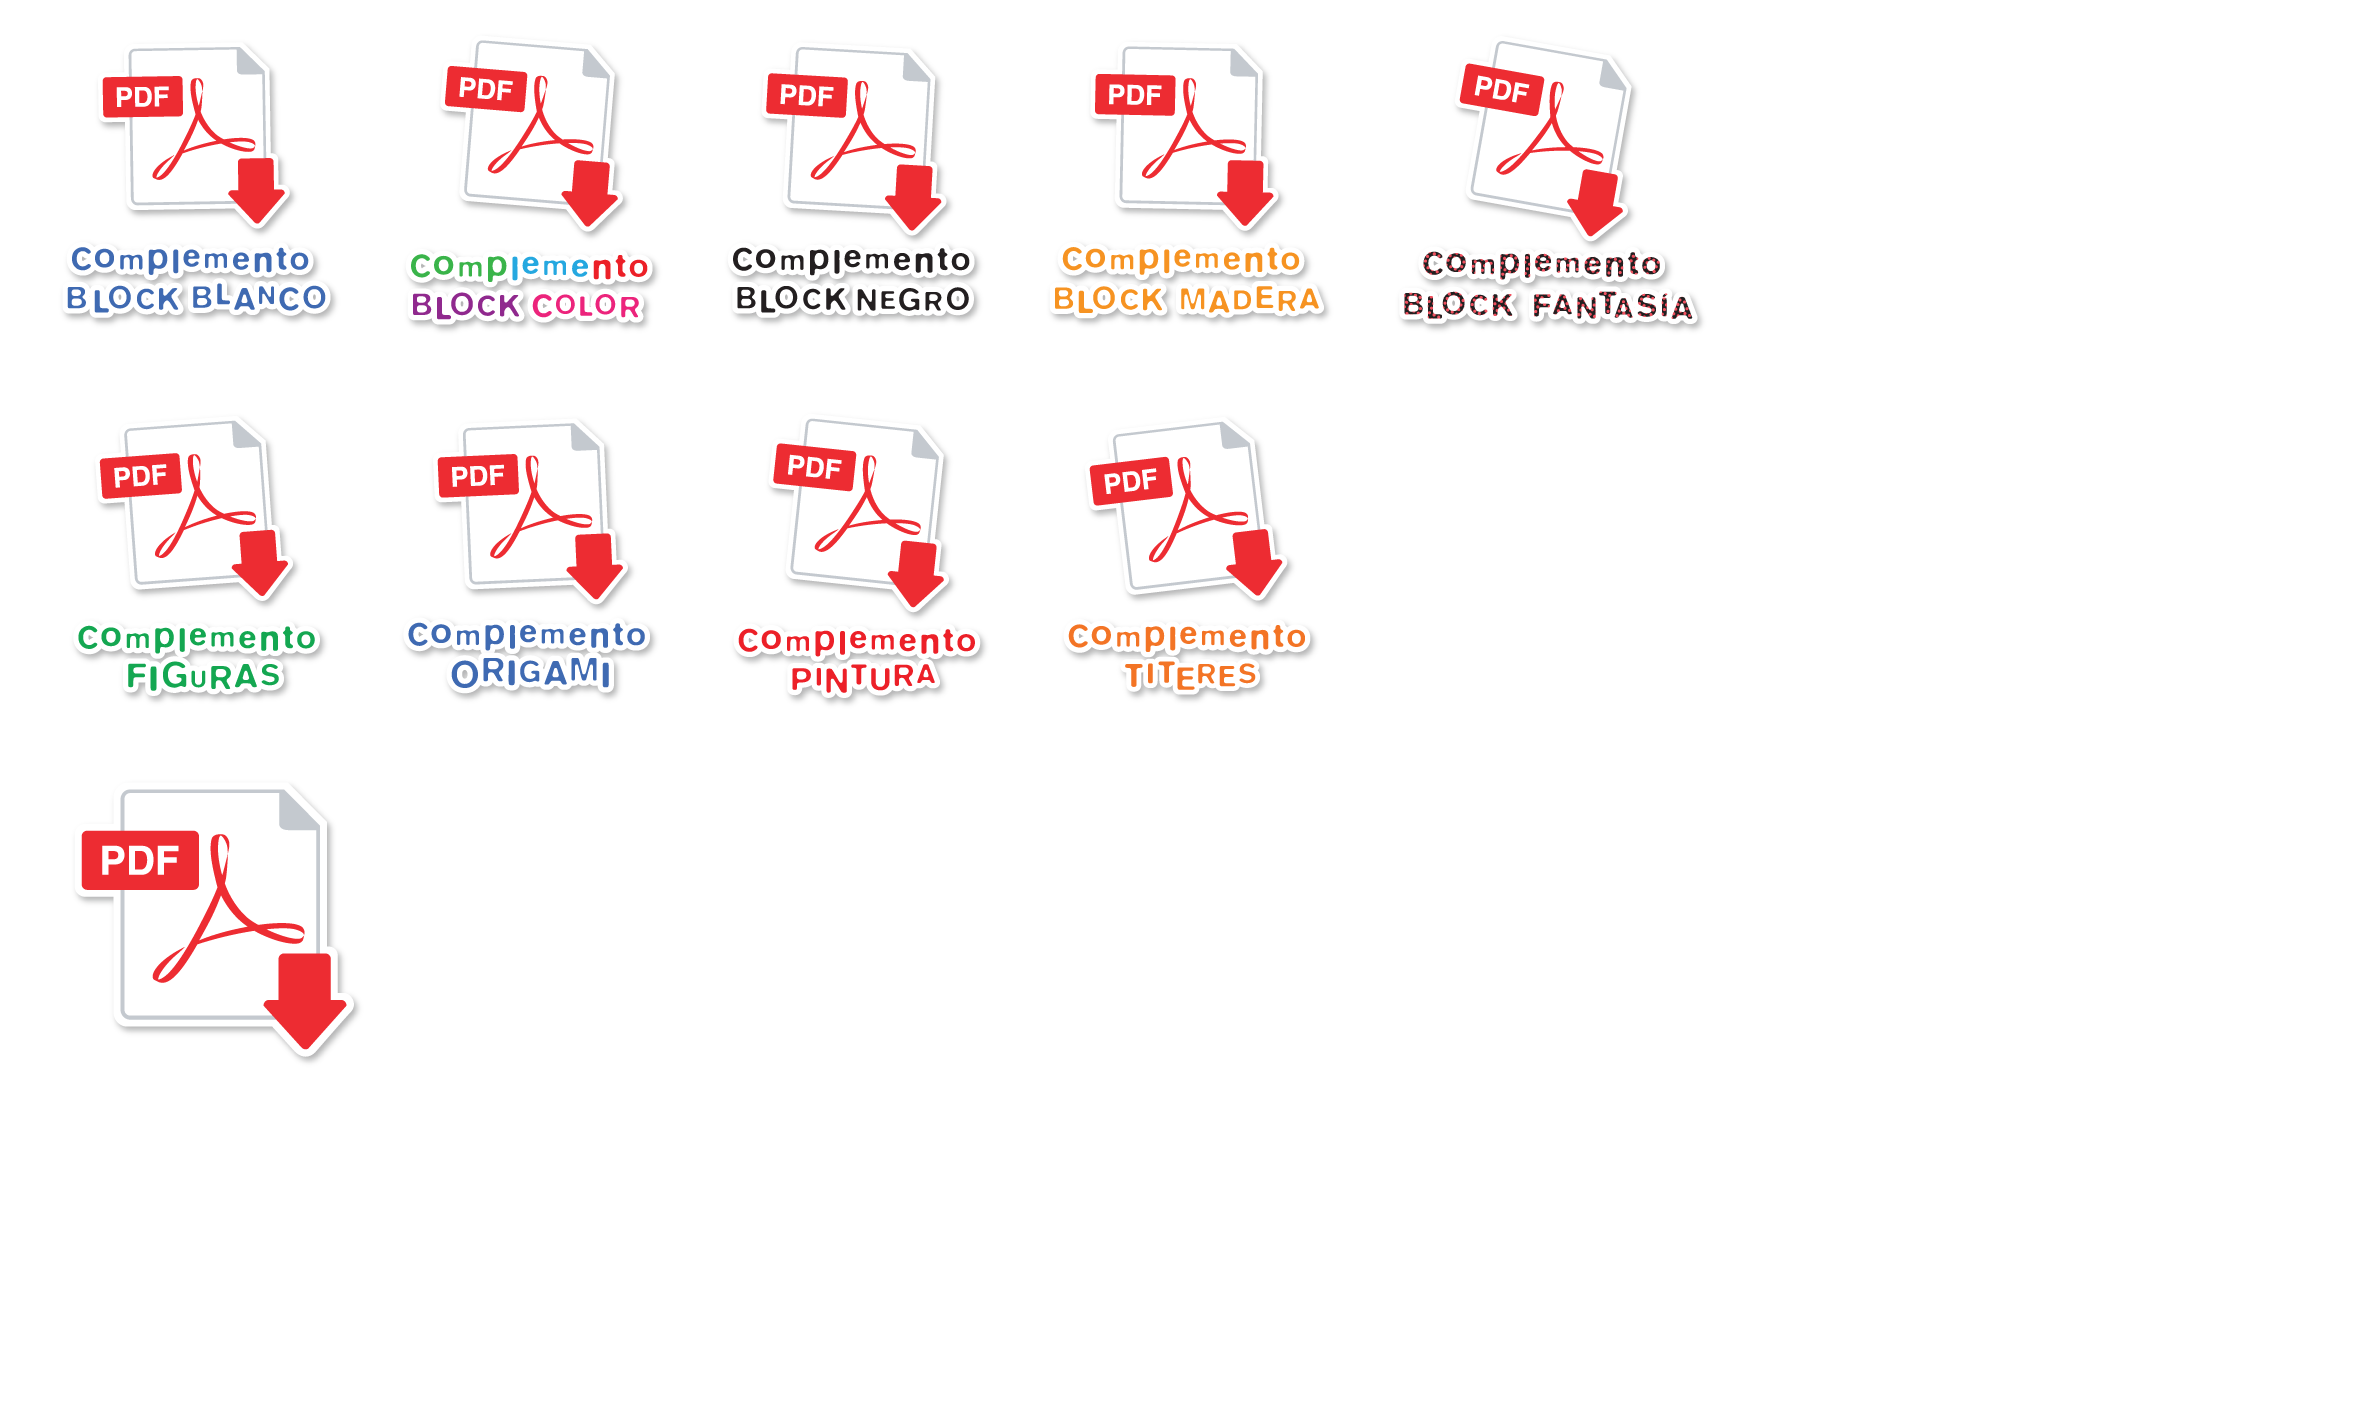 PDF
Complemento
BLOCK BLANCO
PDF
Complemento
BLOCK COLOR
PDF
Complemento
BLOCK NEGRO
PDF
Complemento
BLOCK MADERA
PDF
Complemento
BLOCK FANTASÍA
PDF
Complemento
FIGURAS
PDF
Complemento
ORIGAMI
PDF
Complemento
PINTURA
PDF
Complemento
TITERES
PDF